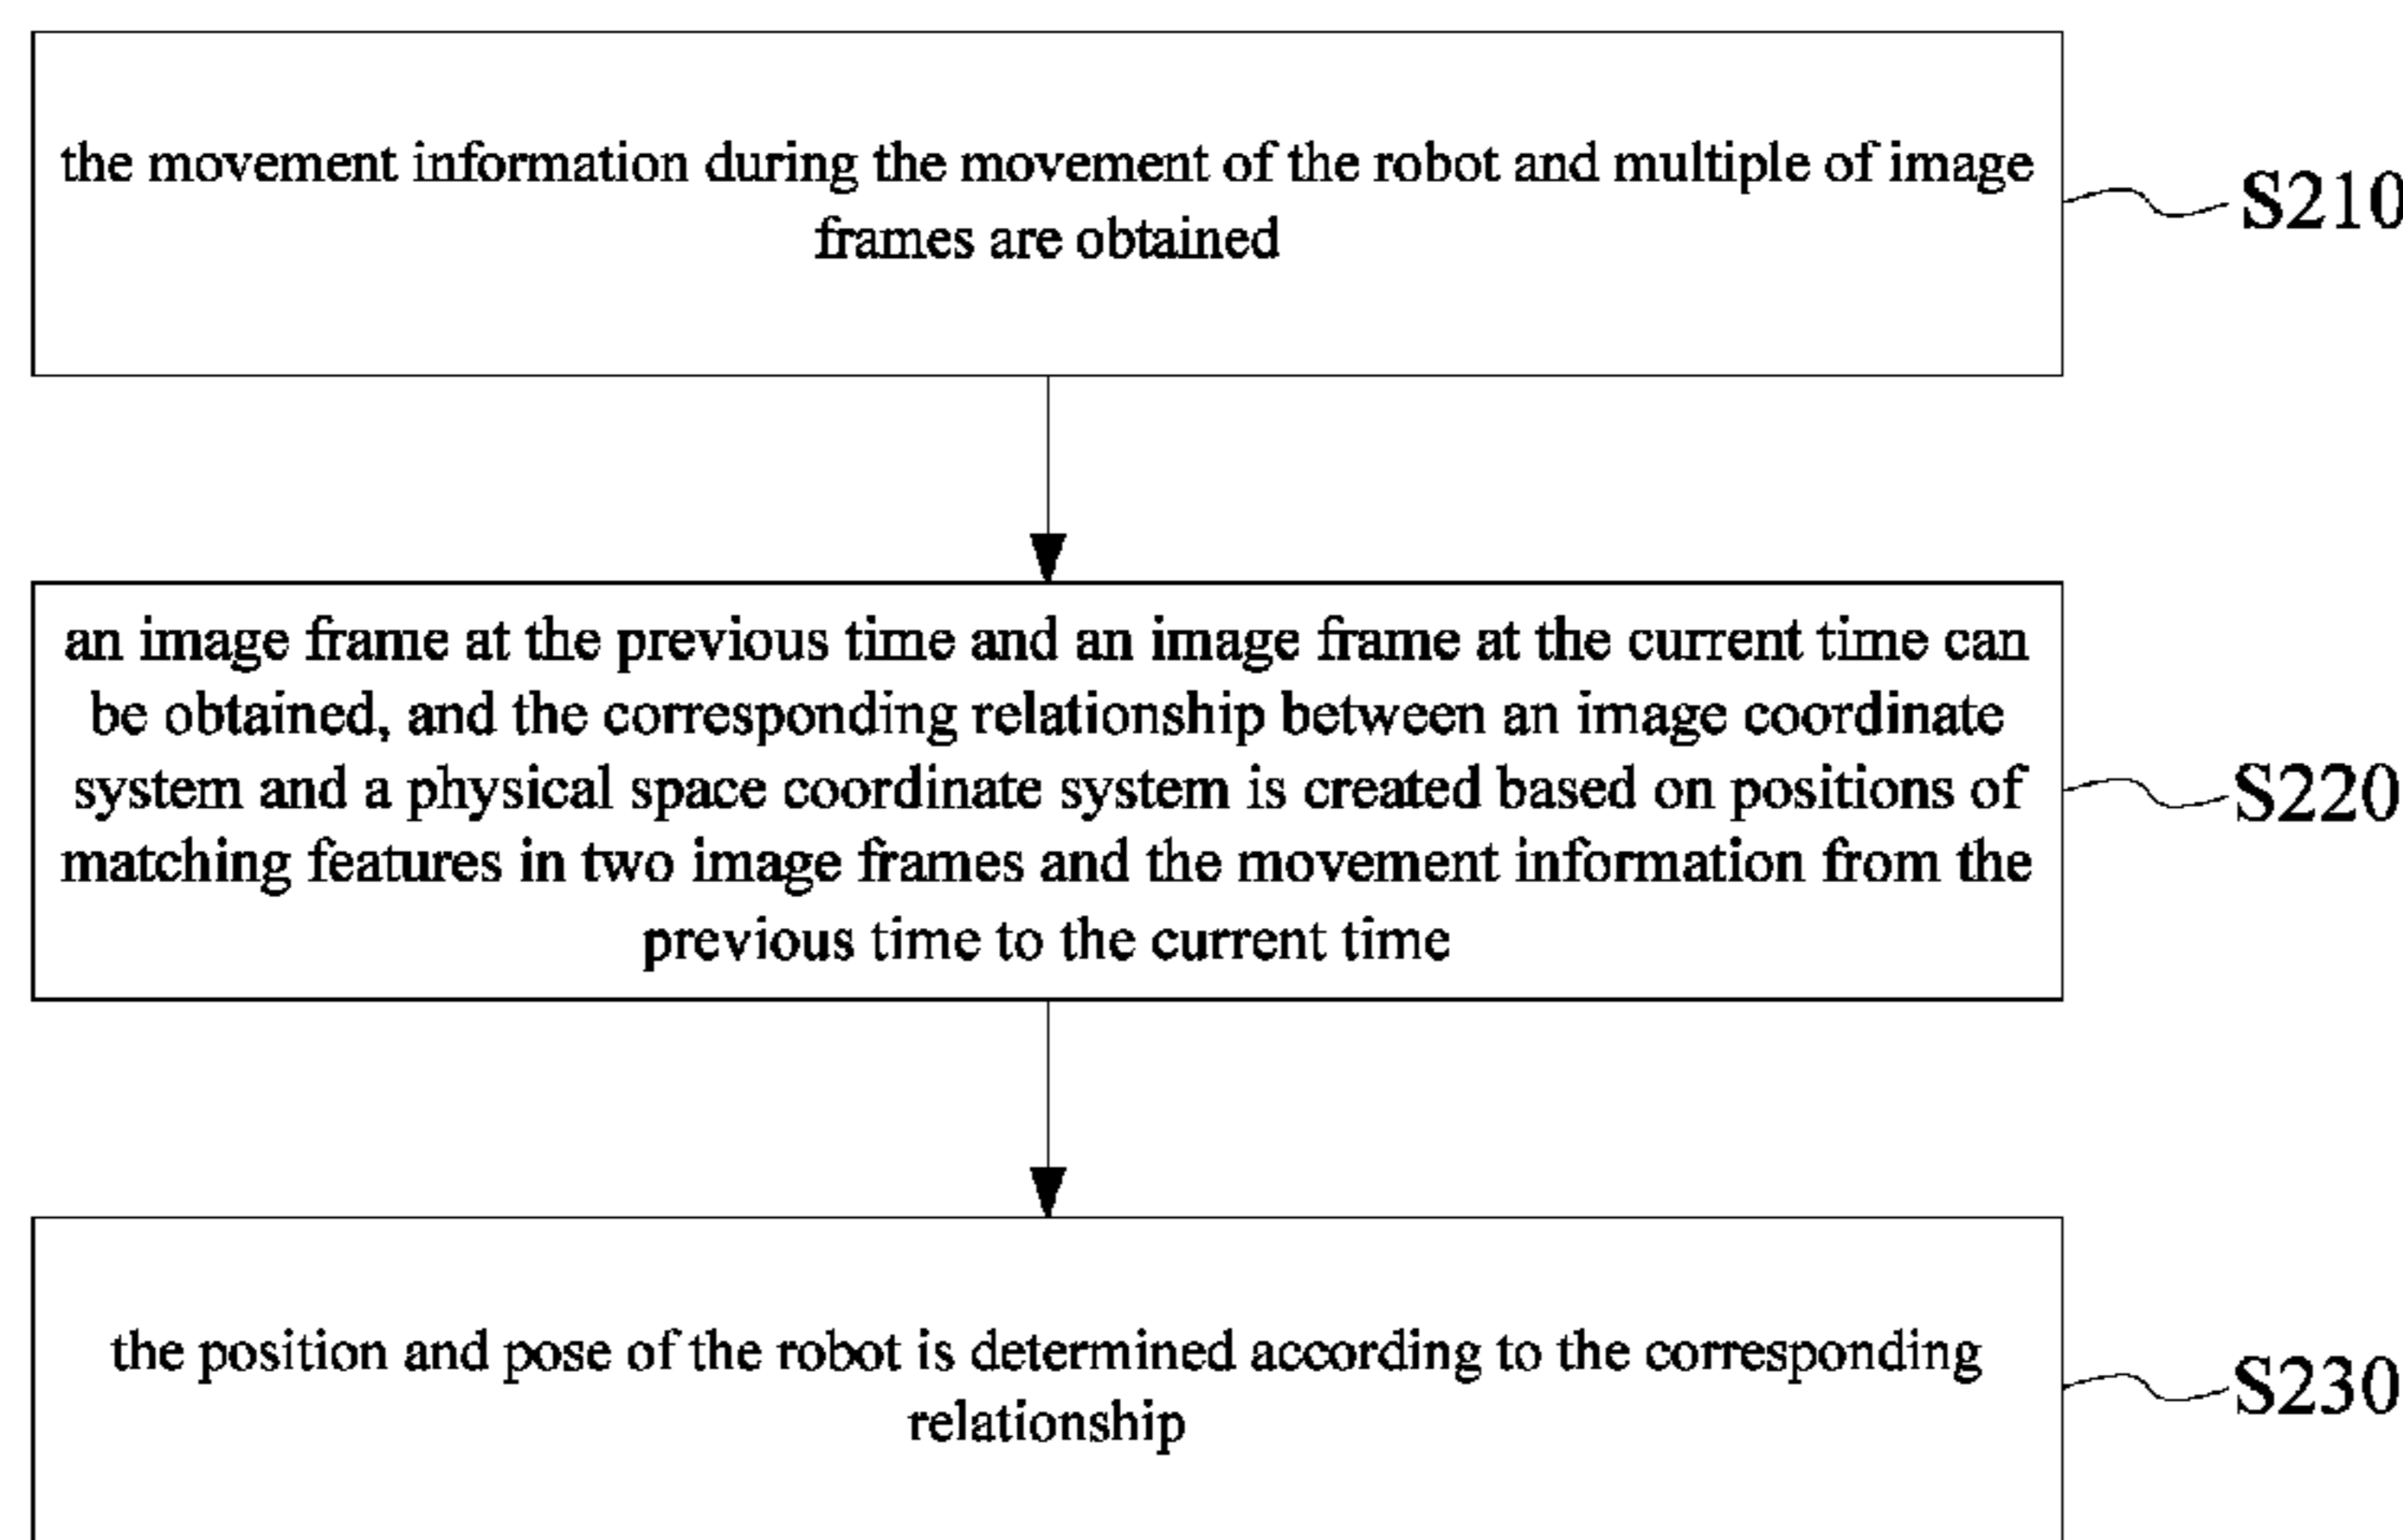 the movement information during the movement of the robot and multiple of image
frames are obtained
S210
an image frame at the previous time and an image frame at the current time can
be obtained, and the corresponding relationship between an image coordinate
system and a physical space coordinate system is created based on positions of
matching features in two image frames and the movement information from the
previous time to the current time
S220
the position and pose of the robot is determined according to the corresponding
relationship
S230